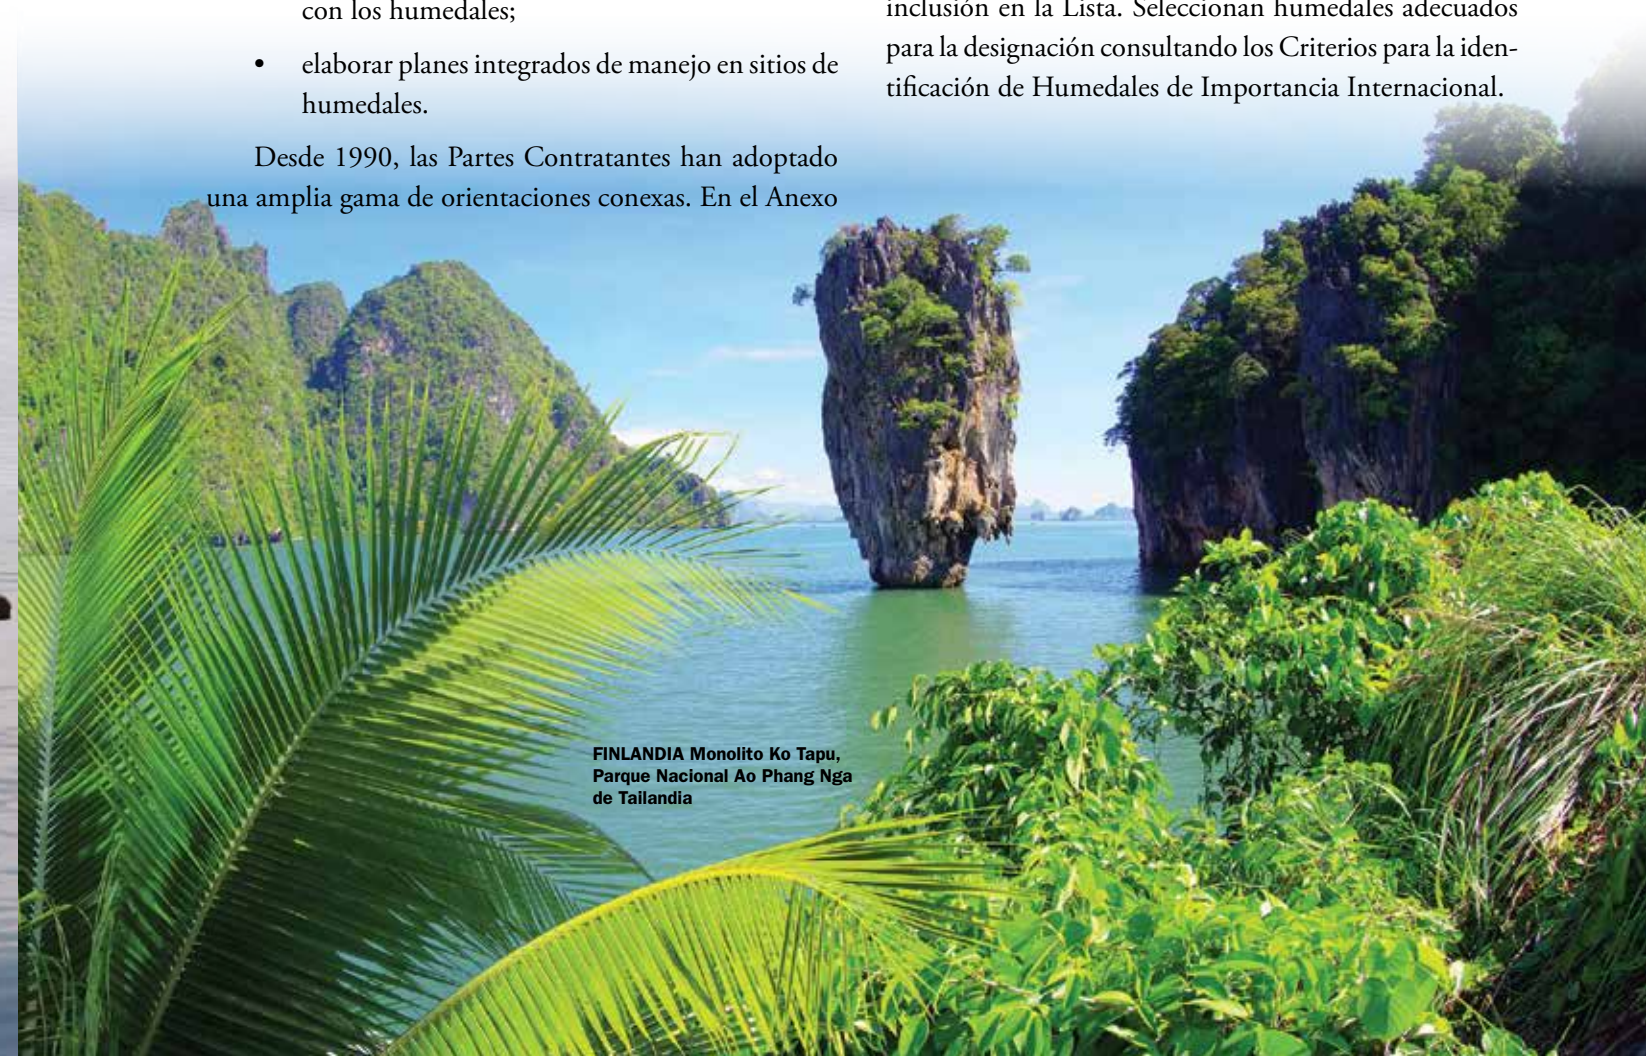 con los humedales;
• elaborar planes integrados de manejo en sitios de
humedales.
Desde 1990, las Partes Contratantes han adoptado
una amplia gama de orientaciones conexas. En el Anexo
inclusión en la Lista. Seleccionan humedales adecuados
para la designación consultando los Criterios para la iden-
tificación de Humedales de Importancia Internacional.
FINLANDIA Monolito Ko Tapu,
Parque Nacional Ao Phang Nga
de Tailandia